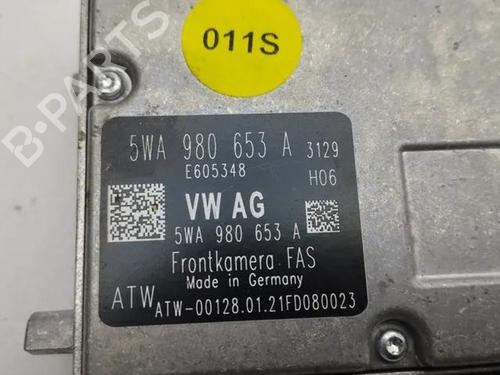 011S
B-PARTS
5WA 980 653 A 3129
E605348 H06
VW AG
5WA 980 653 A
Frontkamera FAS
Made in Germany
ATW ATW-00128.01.21FD080023